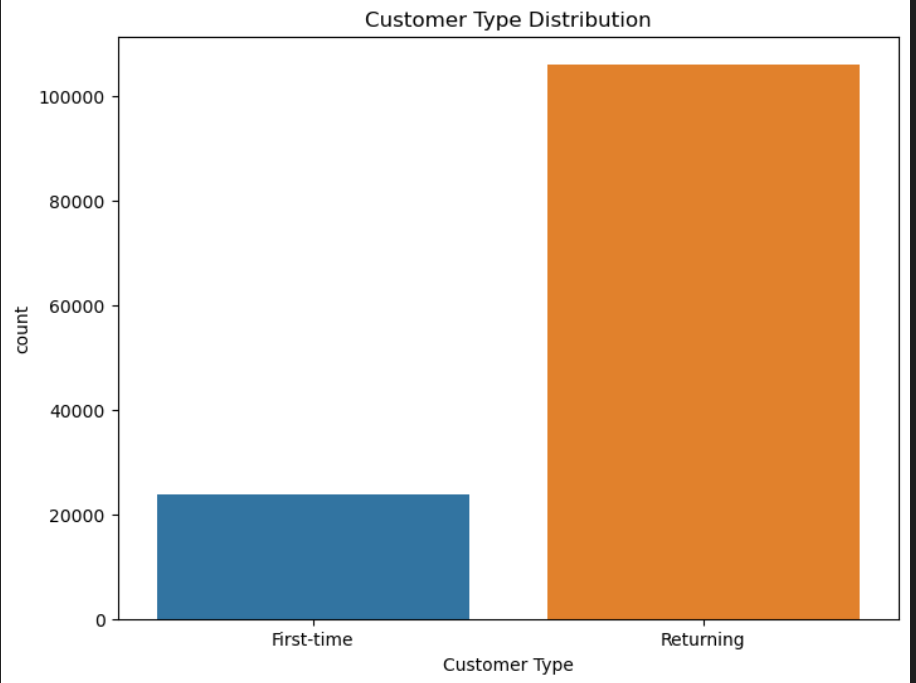 Customer Type Distribution
100000
80000
60000
40000
20000
0
count
First-time Returning
Customer Type